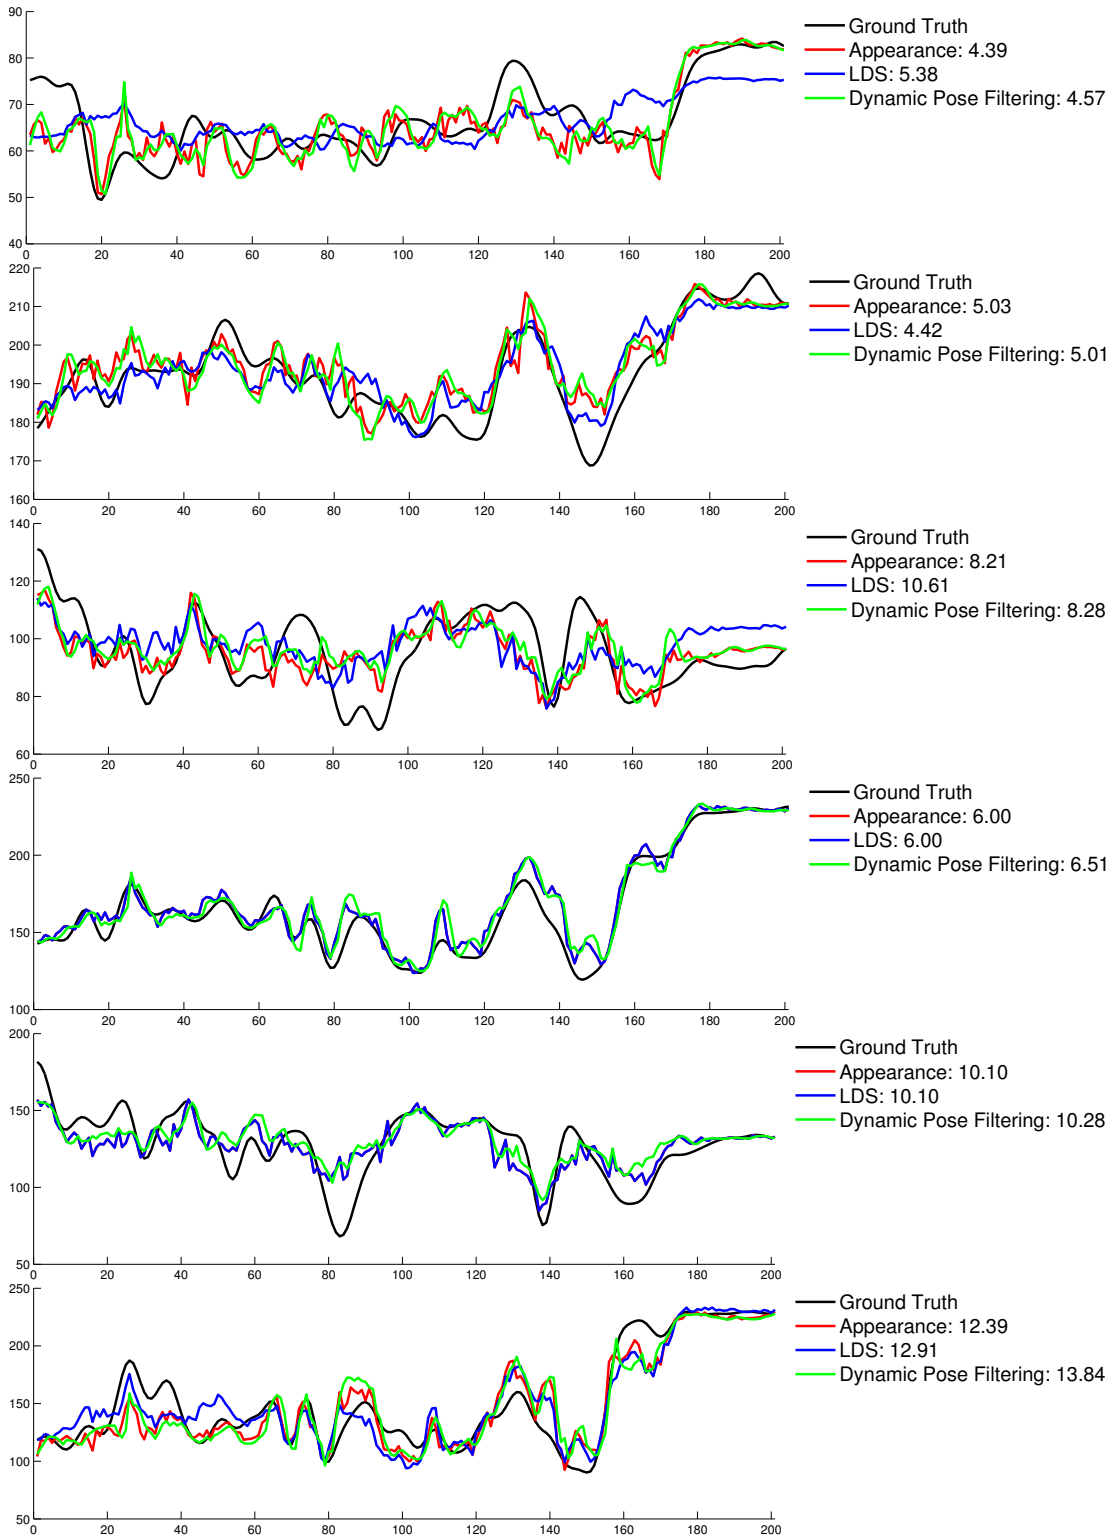 90
80
70
60
50
40
0 20 40 60 80 100 120 140 160 180 200
Ground Truth
Appearance: 4.39
LDS: 5.38
Dynamic Pose Filtering: 4.57
220
210
200
190
180
170
160
0 20 40 60 80 100 120 140 160 180 200
Ground Truth
Appearance: 5.03
LDS: 4.42
Dynamic Pose Filtering: 5.01
140
120
100
80
60
0 20 40 60 80 100 120 140 160 180 200
Ground Truth
Appearance: 8.21
LDS: 10.61
Dynamic Pose Filtering: 8.28
250
200
150
100
0 20 40 60 80 100 120 140 160 180 200
Ground Truth
Appearance: 6.00
LDS: 6.00
Dynamic Pose Filtering: 6.51
200
150
100
50
0 20 40 60 80 100 120 140 160 180 200
Ground Truth
Appearance: 10.10
LDS: 10.10
Dynamic Pose Filtering: 10.28
250
200
150
100
50
0 20 40 60 80 100 120 140 160 180 200
Ground Truth
Appearance: 12.39
LDS: 12.91
Dynamic Pose Filtering: 13.84